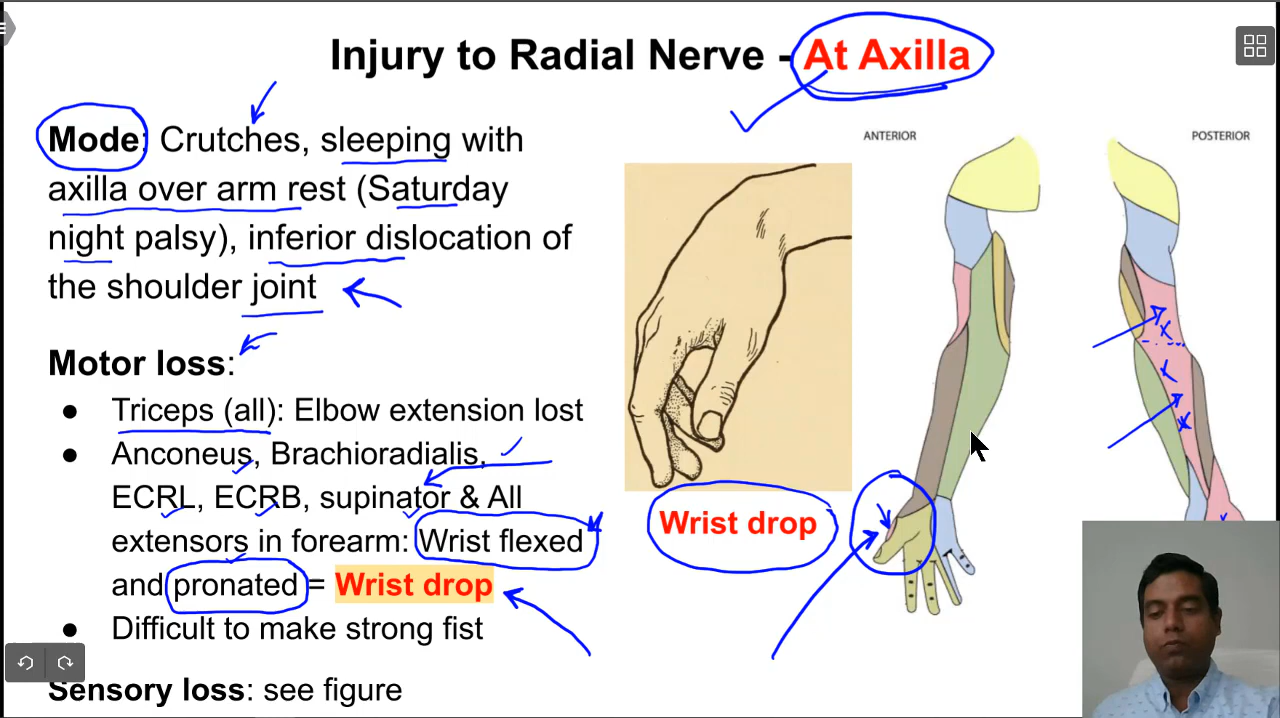 Injury to Radial Nerve - At Axilla
Mode: Crutches, sleeping with
axilla over arm rest (Saturday
night palsy), inferior dislocation of
the shoulder joint
Motor loss:
● Triceps (all): Elbow extension lost
● Anconeus, Brachioradialis,
ECRL, ECRB, supinator & All
extensors in forearm: Wrist flexed
and pronated = Wrist drop
● Difficult to make strong fist
Sensory loss: see figure
Wrist drop
ANTERIOR
POSTERIOR